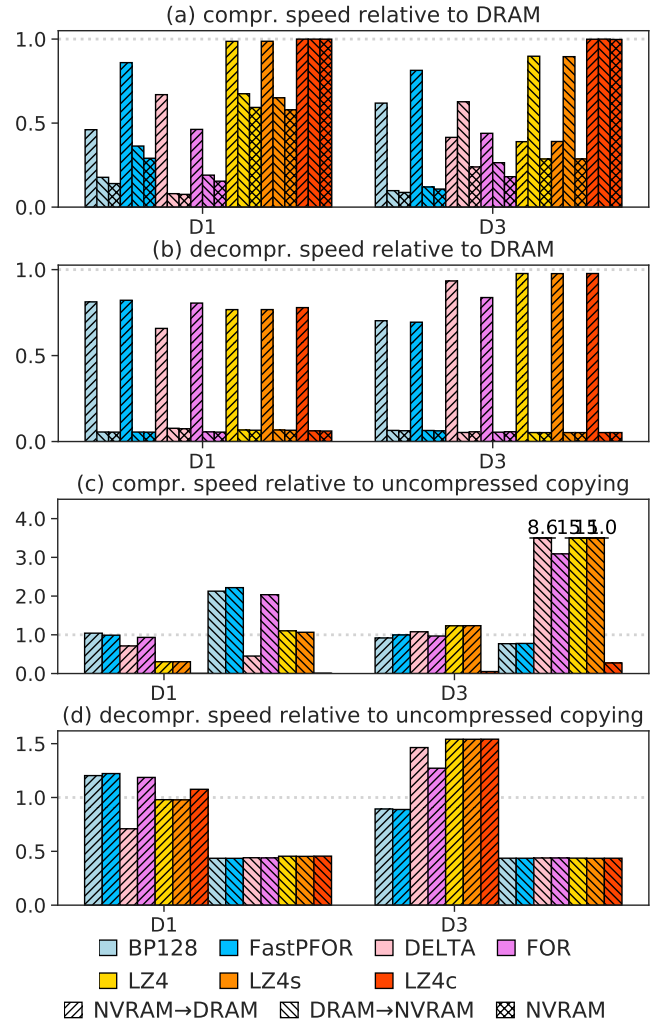 (a) compr. speed relative to DRAM
1.0
0.5
0.0
D1 D3
(b) decompr. speed relative to DRAM
1.0
0.5
0.0
D1 D3
(c) compr. speed relative to uncompressed copying
4.0
3.0
2.0
1.0
0.0
8.6
D1 D3
(d) decompr. speed relative to uncompressed copying
1.5
1.0
0.5
0.0
D1 D3
BP128 FastPFOR DELTA FOR
LZ4 LZ4s LZ4c
NVRAM→DRAM DRAM→NVRAM NVRAM